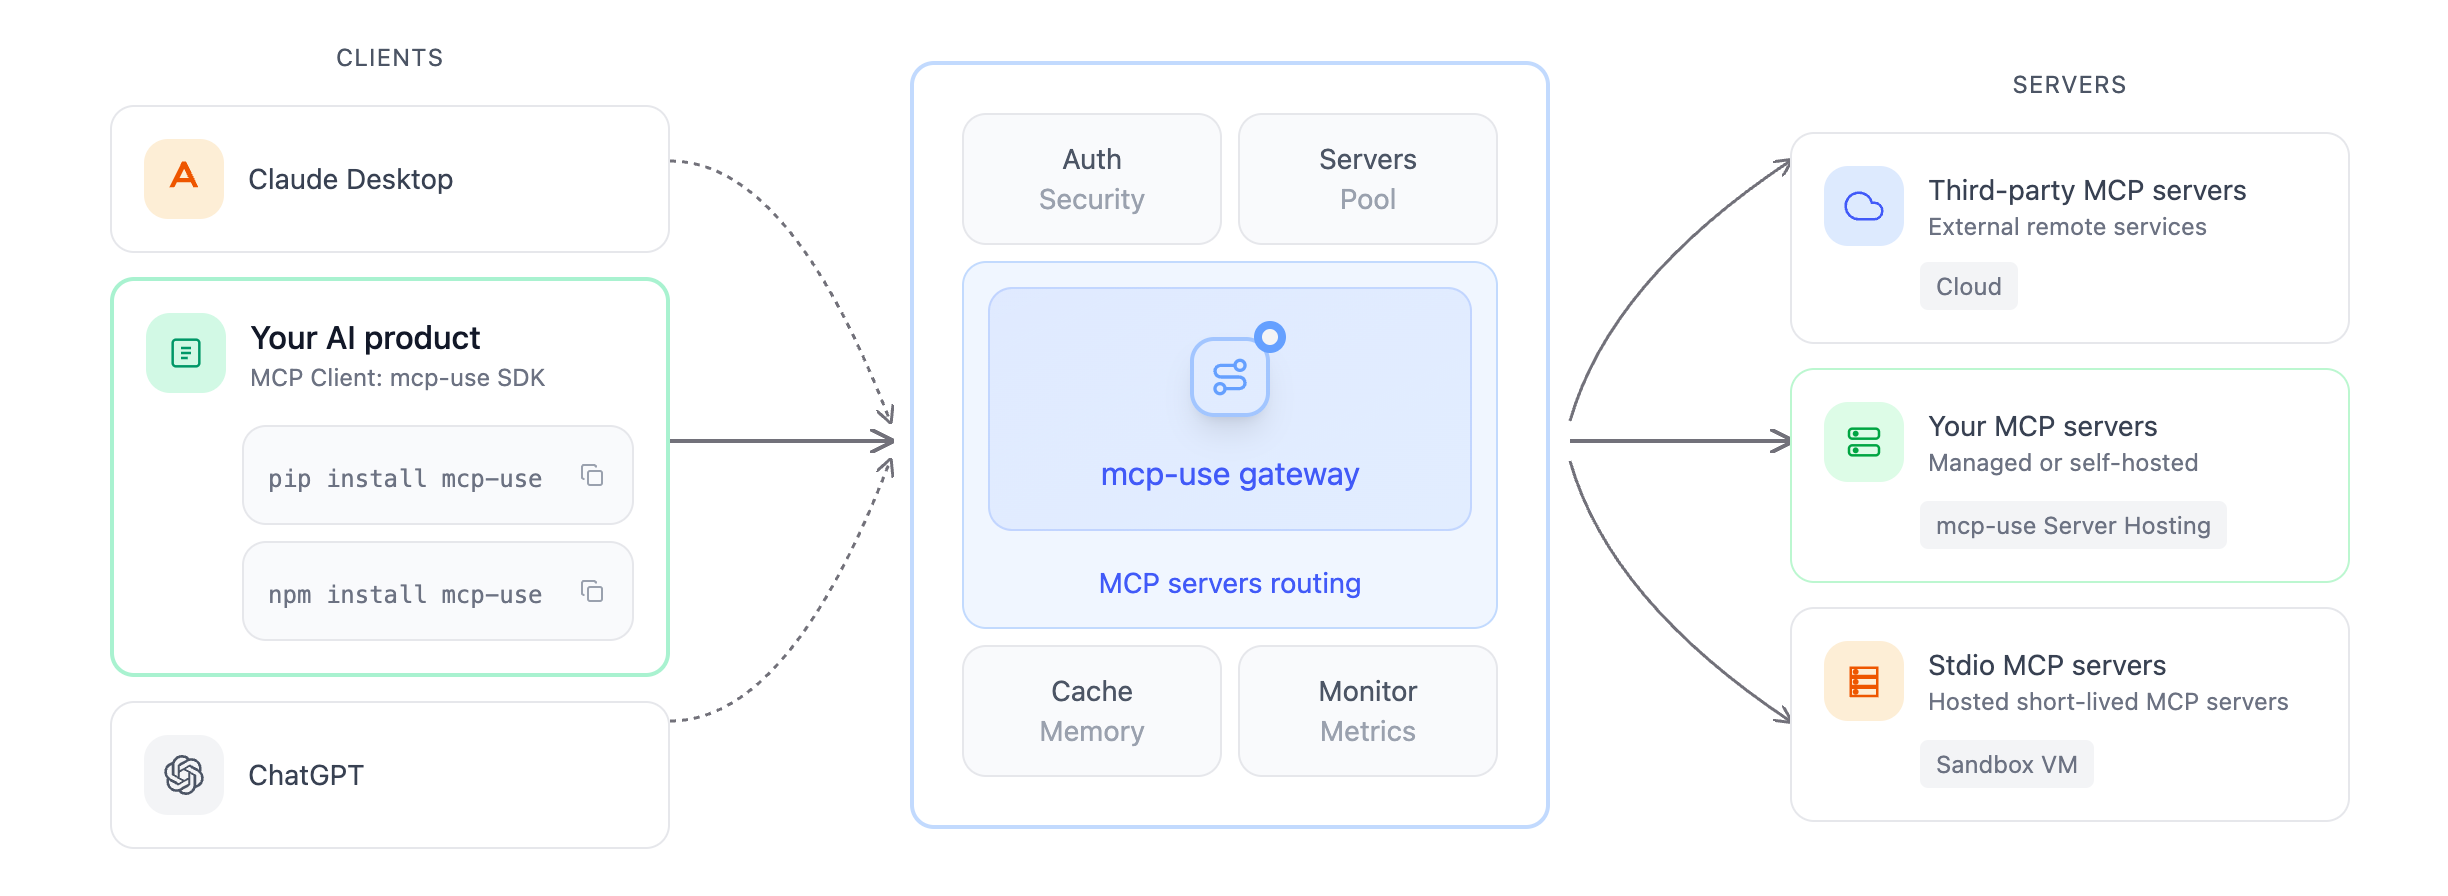 CLIENTS
Claude Desktop
Your AI product
MCP Client: mcp-use SDK
pip install mcp-use
npm install mcp-use
ChatGPT
Auth
Security
Servers
Pool
mcp-use gateway
MCP servers routing
Cache
Memory
Monitor
Metrics
SERVERS
Third-party MCP servers
External remote services
Cloud
Your MCP servers
Managed or self-hosted
mcp-use Server Hosting
Stdio MCP servers
Hosted short-lived MCP servers
Sandbox VM